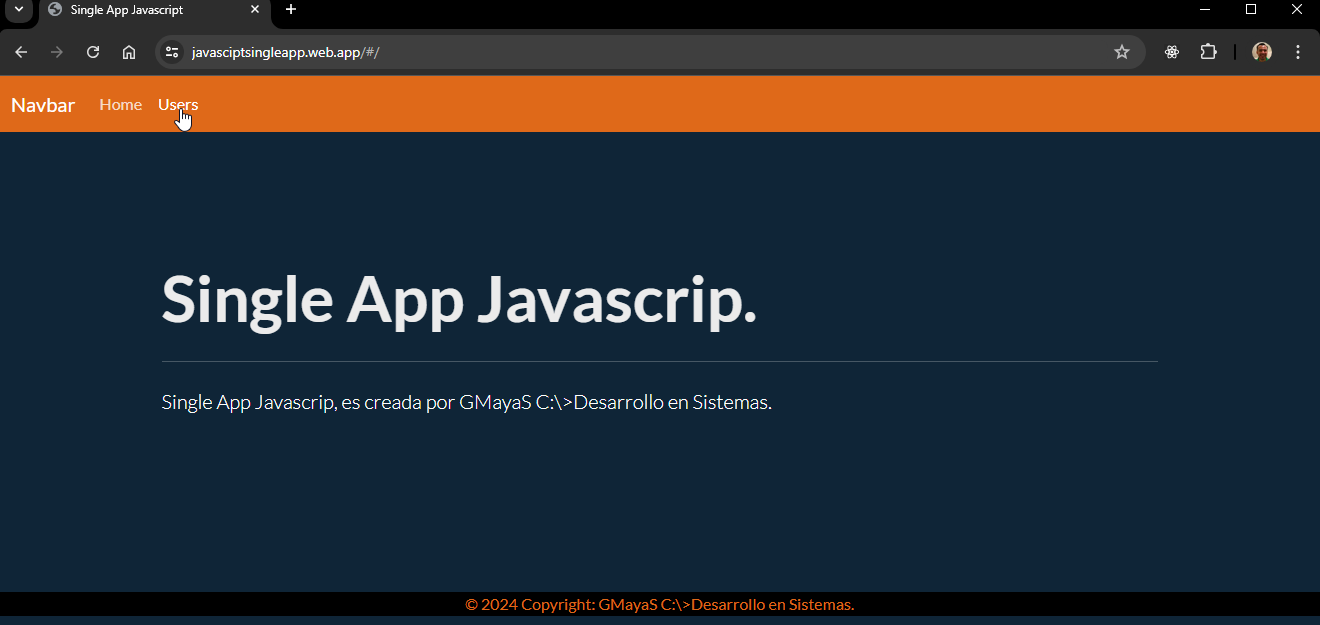 Single App Javascript
javasciptsingleapp.web.app/#/
Navbar Home Users
Single App Javascrip.
Single App Javascrip, es creada por GMayaS C:\>Desarrollo en Sistemas.
© 2024 Copyright: GMayaS C:\>Desarrollo en Sistemas.